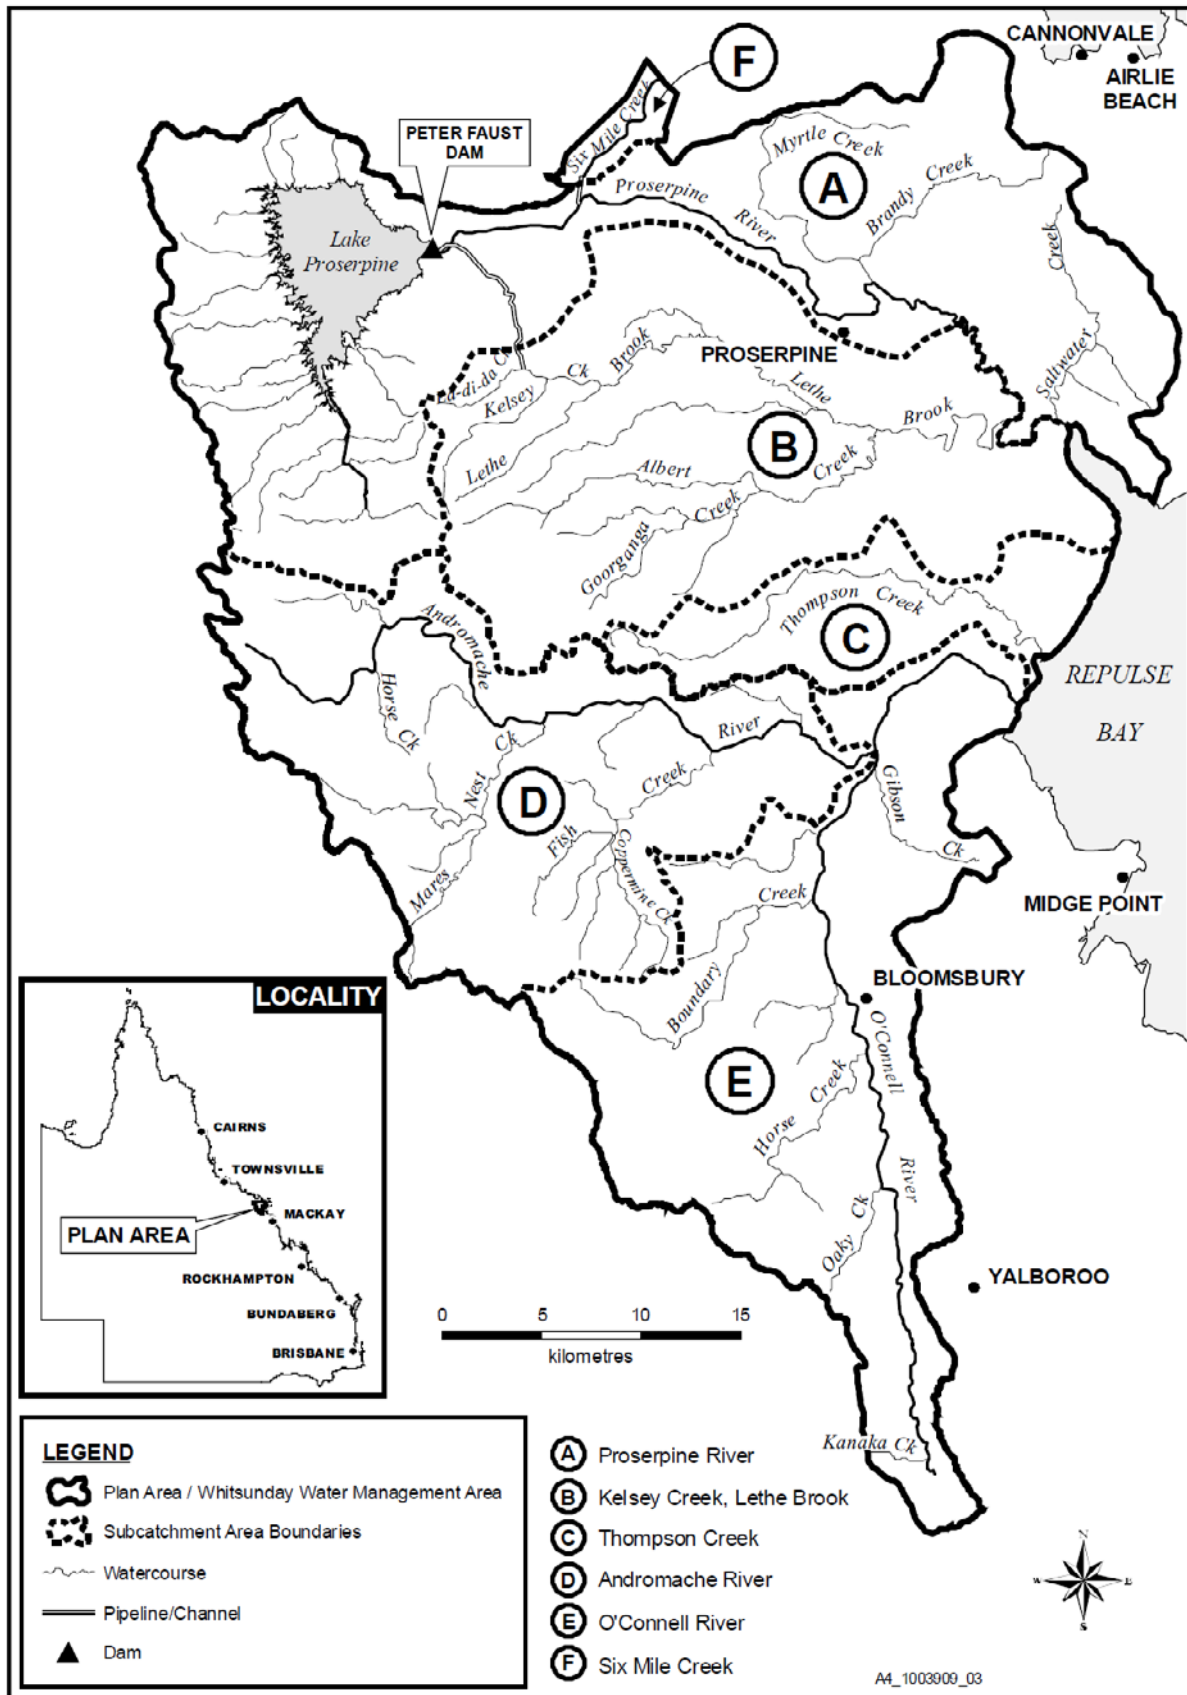 CANNONVALE
AIRLIE
BEACH
F
Six Mile Creek
PETER FAUST
DAM
Myrtle Creek
A
Brandy Creek
Proserpine River
Lake
Proserpine
Saltwater Creek
PROSERPINE
La-di-da Ck
Kelsey Ck
Lethe Brook
Lethe Brook
B
Albert Creek
Goorganga Creek
Thompson Creek
C
Andromache River
REPULSE
BAY
Horse Ck
Mares Nest Ck
D
Creek
Fish
Coppermine Ck
Gibson Ck
MIDGE POINT
Boundary Creek
BLOOMSBURY
O'Connell River
E
Horse Creek
Oaky Ck
YALBOROO
Kanaka Ck
LOCALITY
CAIRNS
TOWNSVILLE
MACKAY
PLAN AREA
ROCKHAMPTON
BUNDABERG
BRISBANE
0 5 10 15
kilometres
LEGEND
Plan Area / Whitsunday Water Management Area
Subcatchment Area Boundaries
Watercourse
Pipeline/Channel
Dam
A Proserpine River
B Kelsey Creek, Lethe Brook
C Thompson Creek
D Andromache River
E O'Connell River
F Six Mile Creek
N
W E
S
A4_1003909_03